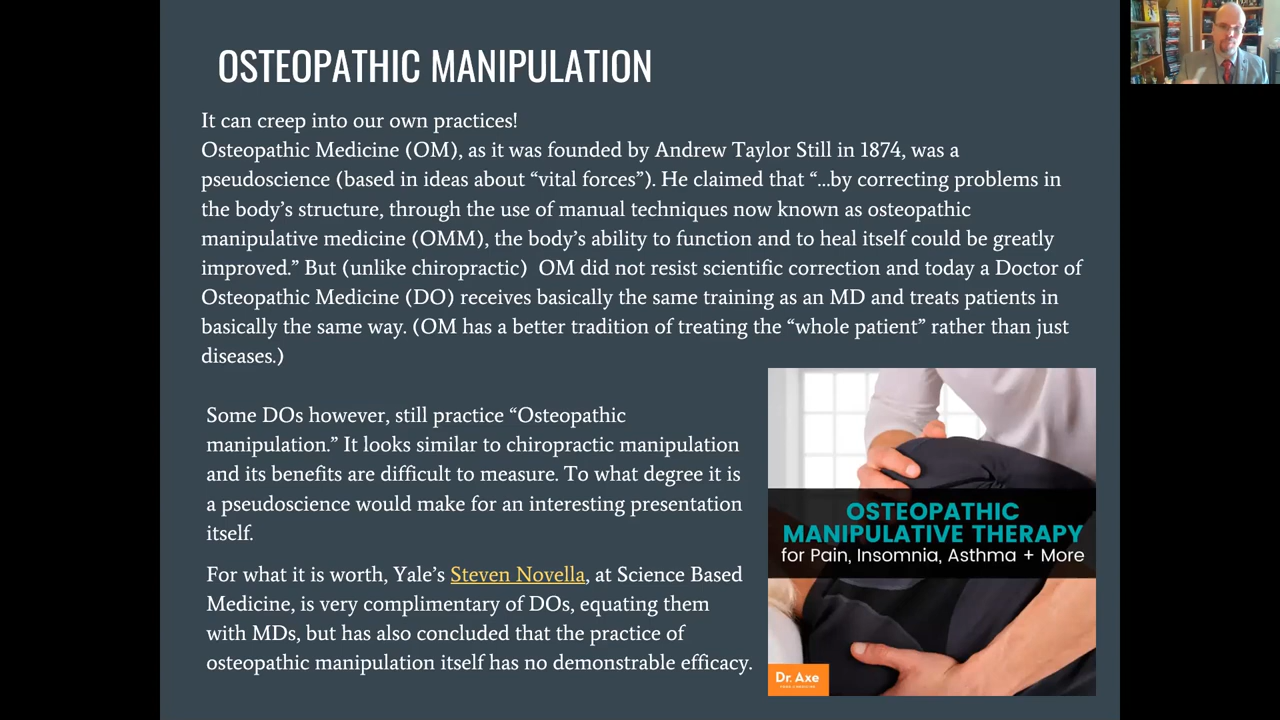 OSTEOPATHIC MANIPULATION
It can creep into our own practices!
Osteopathic Medicine (OM), as it was founded by Andrew Taylor Still in 1874, was a
pseudoscience (based in ideas about “vital forces”). He claimed that “...by correcting problems in
the body’s structure, through the use of manual techniques now known as osteopathic
manipulative medicine (OMM), the body’s ability to function and to heal itself could be greatly
improved.” But (unlike chiropractic) OM did not resist scientific correction and today a Doctor of
Osteopathic Medicine (DO) receives basically the same training as an MD and treats patients in
basically the same way. (OM has a better tradition of treating the “whole patient” rather than just
diseases.)
Some DOs however, still practice “Osteopathic
manipulation.” It looks similar to chiropractic manipulation
and its benefits are difficult to measure. To what degree it is
a pseudoscience would make for an interesting presentation
itself.
For what it is worth, Yale’s Steven Novella, at Science Based
Medicine, is very complimentary of DOs, equating them
with MDs, but has also concluded that the practice of
osteopathic manipulation itself has no demonstrable efficacy.
OSTEOPATHIC
MANIPULATIVE THERAPY
for Pain, Insomnia, Asthma + More
Dr. Axe